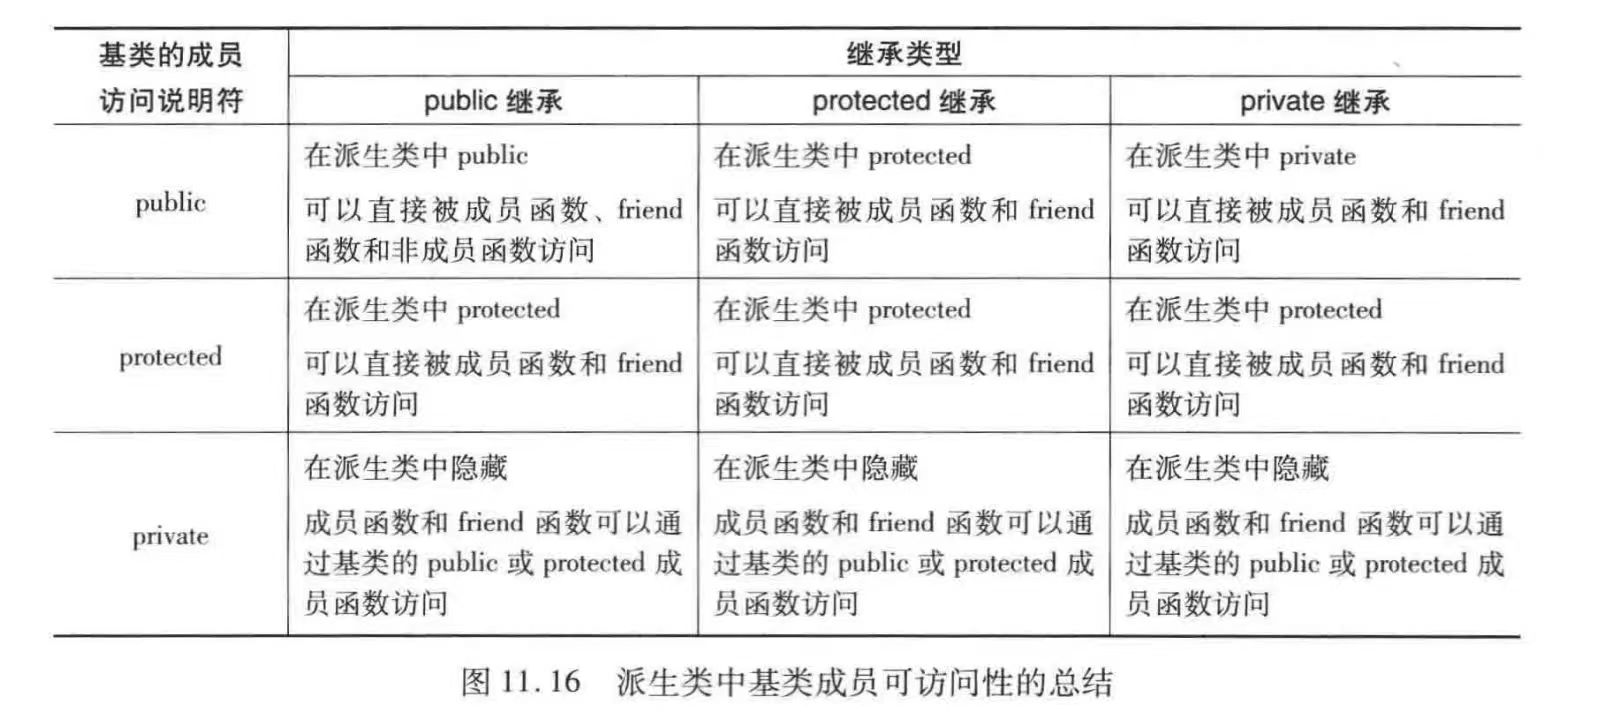 基类的成员
访问说明符
继承类型
public 继承
protected 继承
private 继承
public
在派生类中 public
可以直接被成员函数、friend
函数和非成员函数访问
在派生类中 protected
可以直接被成员函数和 friend
函数访问
在派生类中 private
可以直接被成员函数和 friend
函数访问
protected
在派生类中 protected
可以直接被成员函数和 friend
函数访问
在派生类中 protected
可以直接被成员函数和 friend
函数访问
在派生类中 protected
可以直接被成员函数和 friend
函数访问
private
在派生类中隐藏
成员函数和 friend 函数可以通
过基类的 public 或 protected 成
员函数访问
在派生类中隐藏
成员函数和 friend 函数可以通
过基类的 public 或 protected 成
员函数访问
在派生类中隐藏
成员函数和 friend 函数可以通
过基类的 public 或 protected 成
员函数访问
图 11.16 派生类中基类成员可访问性的总结